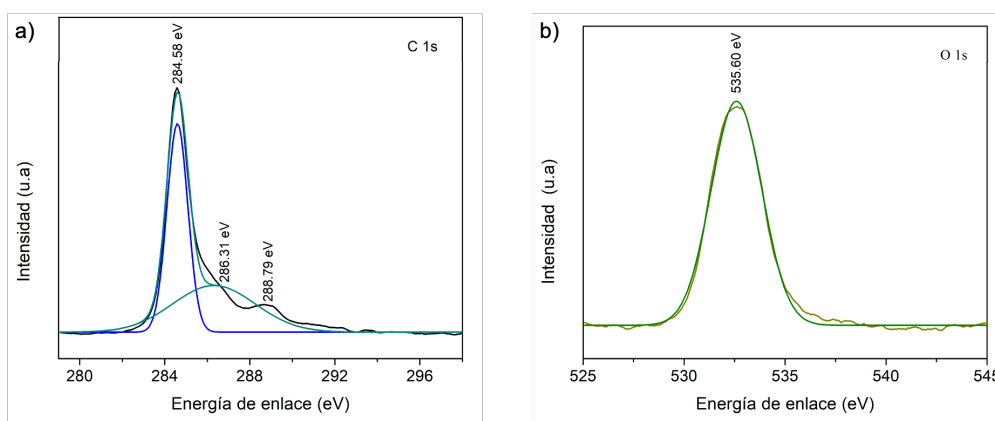 a)
C 1s
284.58 eV
286.31 eV
288.79 eV
Intensidad (u.a)
280 284 288 292 296
Energía de enlace (eV)
b)
O 1s
535.60 eV
Intensidad (u.a)
525 530 535 540 545
Energía de enlace (eV)